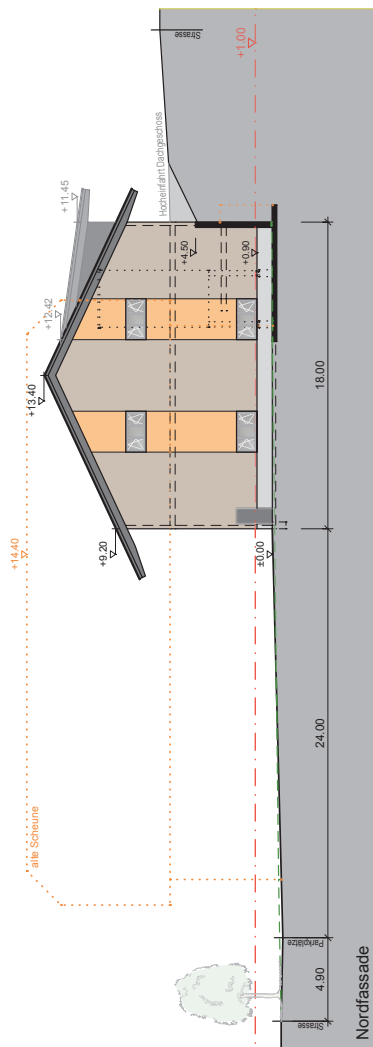 Strasse
+1.00
Hocheinfahrt Dachgeschoss
+11.45
+12.42
+13.40
+14.40
+4.50
+0.90
+9.20
±0.00
alte Scheune
18.00
24.00
4.90
Parkplätze
Strasse
Nordfassade